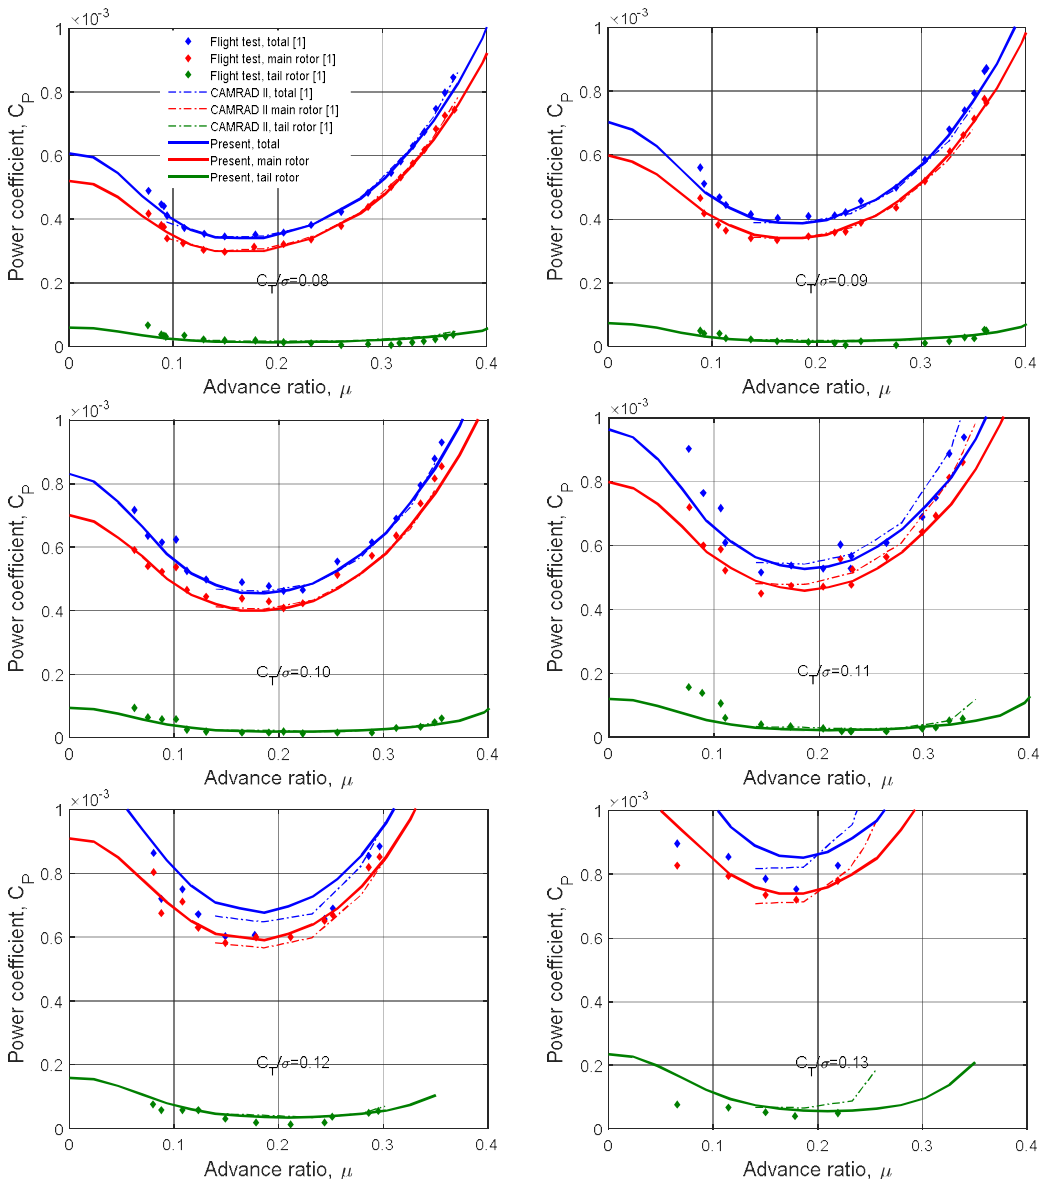 ×10⁻³
1
0.8
0.6
0.4
0.2
0
Power coefficient, C_P
Flight test, total [1]
Flight test, main rotor [1]
Flight test, tail rotor [1]
CAMRAD II, total [1]
CAMRAD II main rotor [1]
CAMRAD II, tail rotor [1]
Present, total
Present, main rotor
Present, tail rotor
C_T/σ=0.08
0 0.1 0.2 0.3 0.4
Advance ratio, μ
×10⁻³
1
0.8
0.6
0.4
0.2
0
Power coefficient, C_P
C_T/σ=0.09
0 0.1 0.2 0.3 0.4
Advance ratio, μ
×10⁻³
1
0.8
0.6
0.4
0.2
0
Power coefficient, C_P
C_T/σ=0.10
0 0.1 0.2 0.3 0.4
Advance ratio, μ
×10⁻³
1
0.8
0.6
0.4
0.2
0
Power coefficient, C_P
C_T/σ=0.11
0 0.1 0.2 0.3 0.4
Advance ratio, μ
×10⁻³
1
0.8
0.6
0.4
0.2
0
Power coefficient, C_P
C_T/σ=0.12
0 0.1 0.2 0.3 0.4
Advance ratio, μ
×10⁻³
1
0.8
0.6
0.4
0.2
0
Power coefficient, C_P
C_T/σ=0.13
0 0.1 0.2 0.3 0.4
Advance ratio, μ